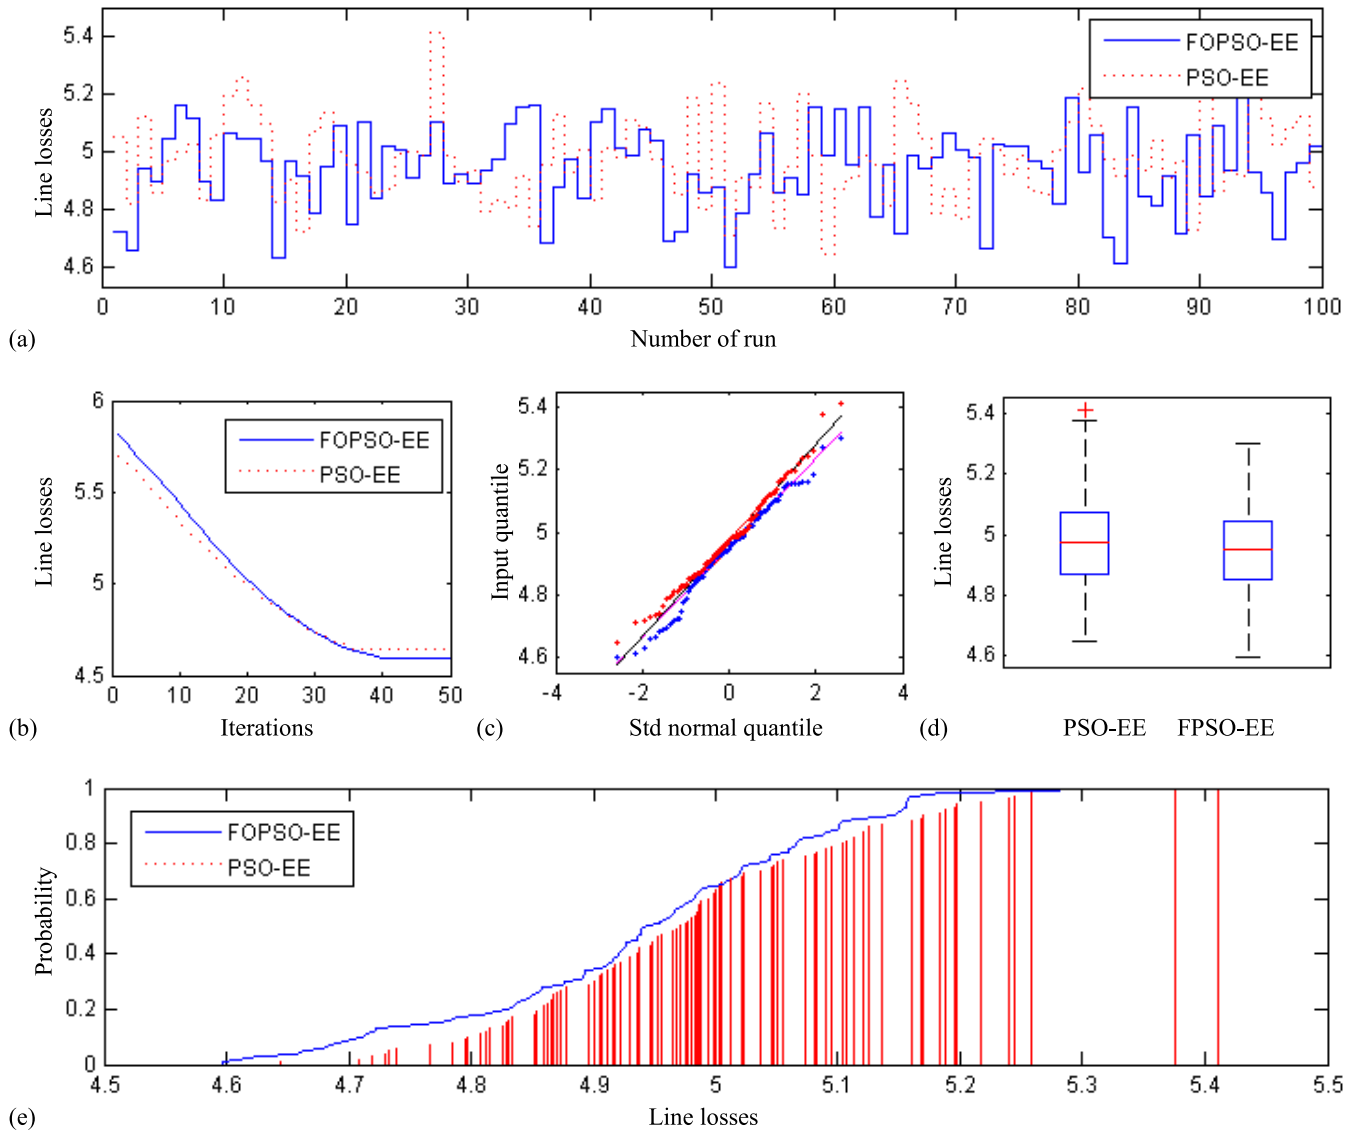 5.4
5.2
5
4.8
4.6
Line losses
FOPSO-EE
PSO-EE
0 10 20 30 40 50 60 70 80 90 100
(a) Number of run
6
5.5
5
4.5
Line losses
FOPSO-EE
PSO-EE
0 10 20 30 40 50
(b) Iterations
5.4
5.2
5
4.8
4.6
Input quantile
-4 -2 0 2 4
(c) Std normal quantile
5.4
5.2
5
4.8
4.6
Line losses
(d) PSO-EE FPSO-EE
1
0.8
0.6
0.4
0.2
0
Probability
FOPSO-EE
PSO-EE
4.5 4.6 4.7 4.8 4.9 5 5.1 5.2 5.3 5.4 5.5
(e) Line losses